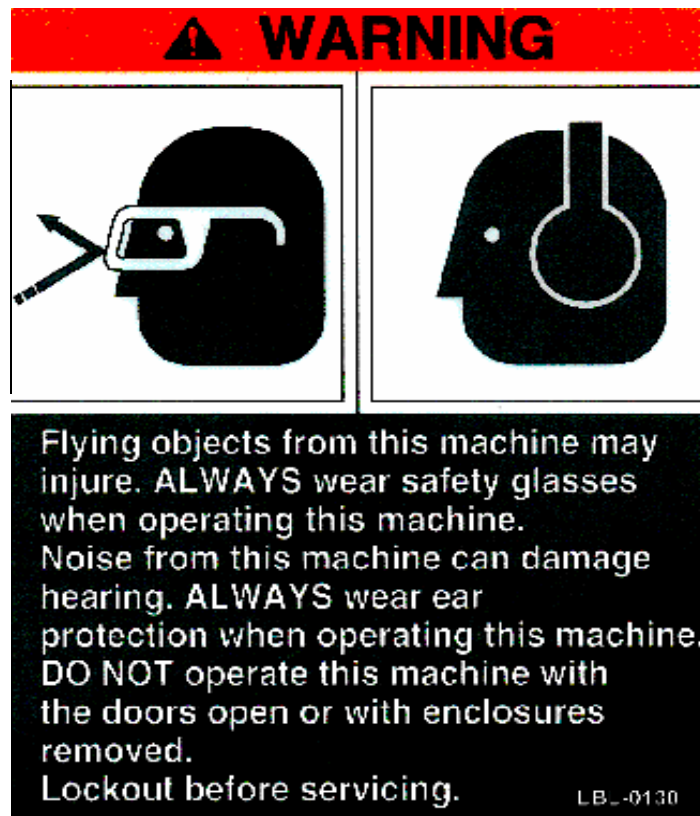 WARNING
Flying objects from this machine may
injure. ALWAYS wear safety glasses
when operating this machine.
Noise from this machine can damage
hearing. ALWAYS wear ear
protection when operating this machine.
DO NOT operate this machine with
the doors open or with enclosures
removed.
Lockout before servicing.